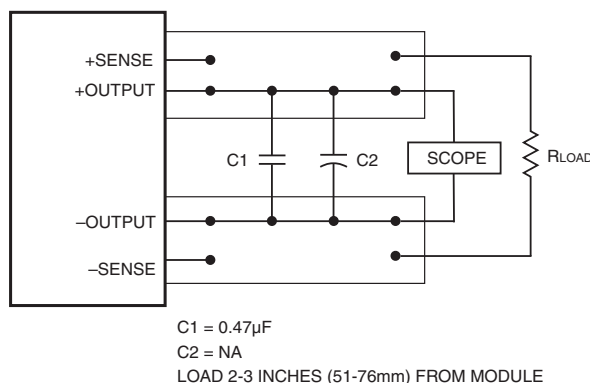 +SENSE
+OUTPUT
C1
C2
SCOPE
RLOAD
–OUTPUT
–SENSE
C1 = 0.47µF
C2 = NA
LOAD 2-3 INCHES (51-76mm) FROM MODULE